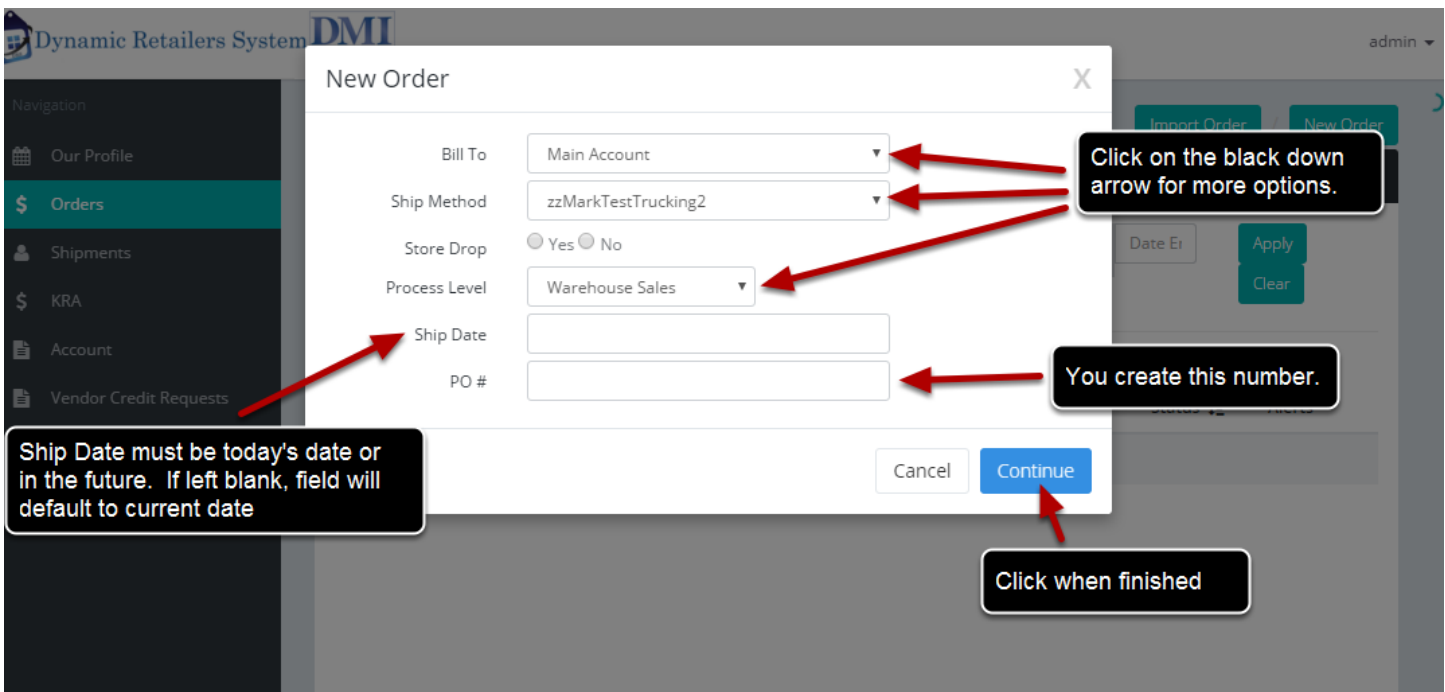 Dynamic Retailers System DMI
admin
New Order X
Navigation
Import Order / New Order
Our Profile
Bill To Main Account
Click on the black down
arrow for more options.
Orders
Ship Method zzMarkTestTrucking2
Shipments
Store Drop Yes No
Date Apply
KRA
Process Level Warehouse Sales
Clear
Account
Ship Date
Vendor Credit Requests
PO #
You create this number.
Status Alerts
Ship Date must be today's date or
in the future. If left blank, field will
default to current date
Cancel Continue
Click when finished